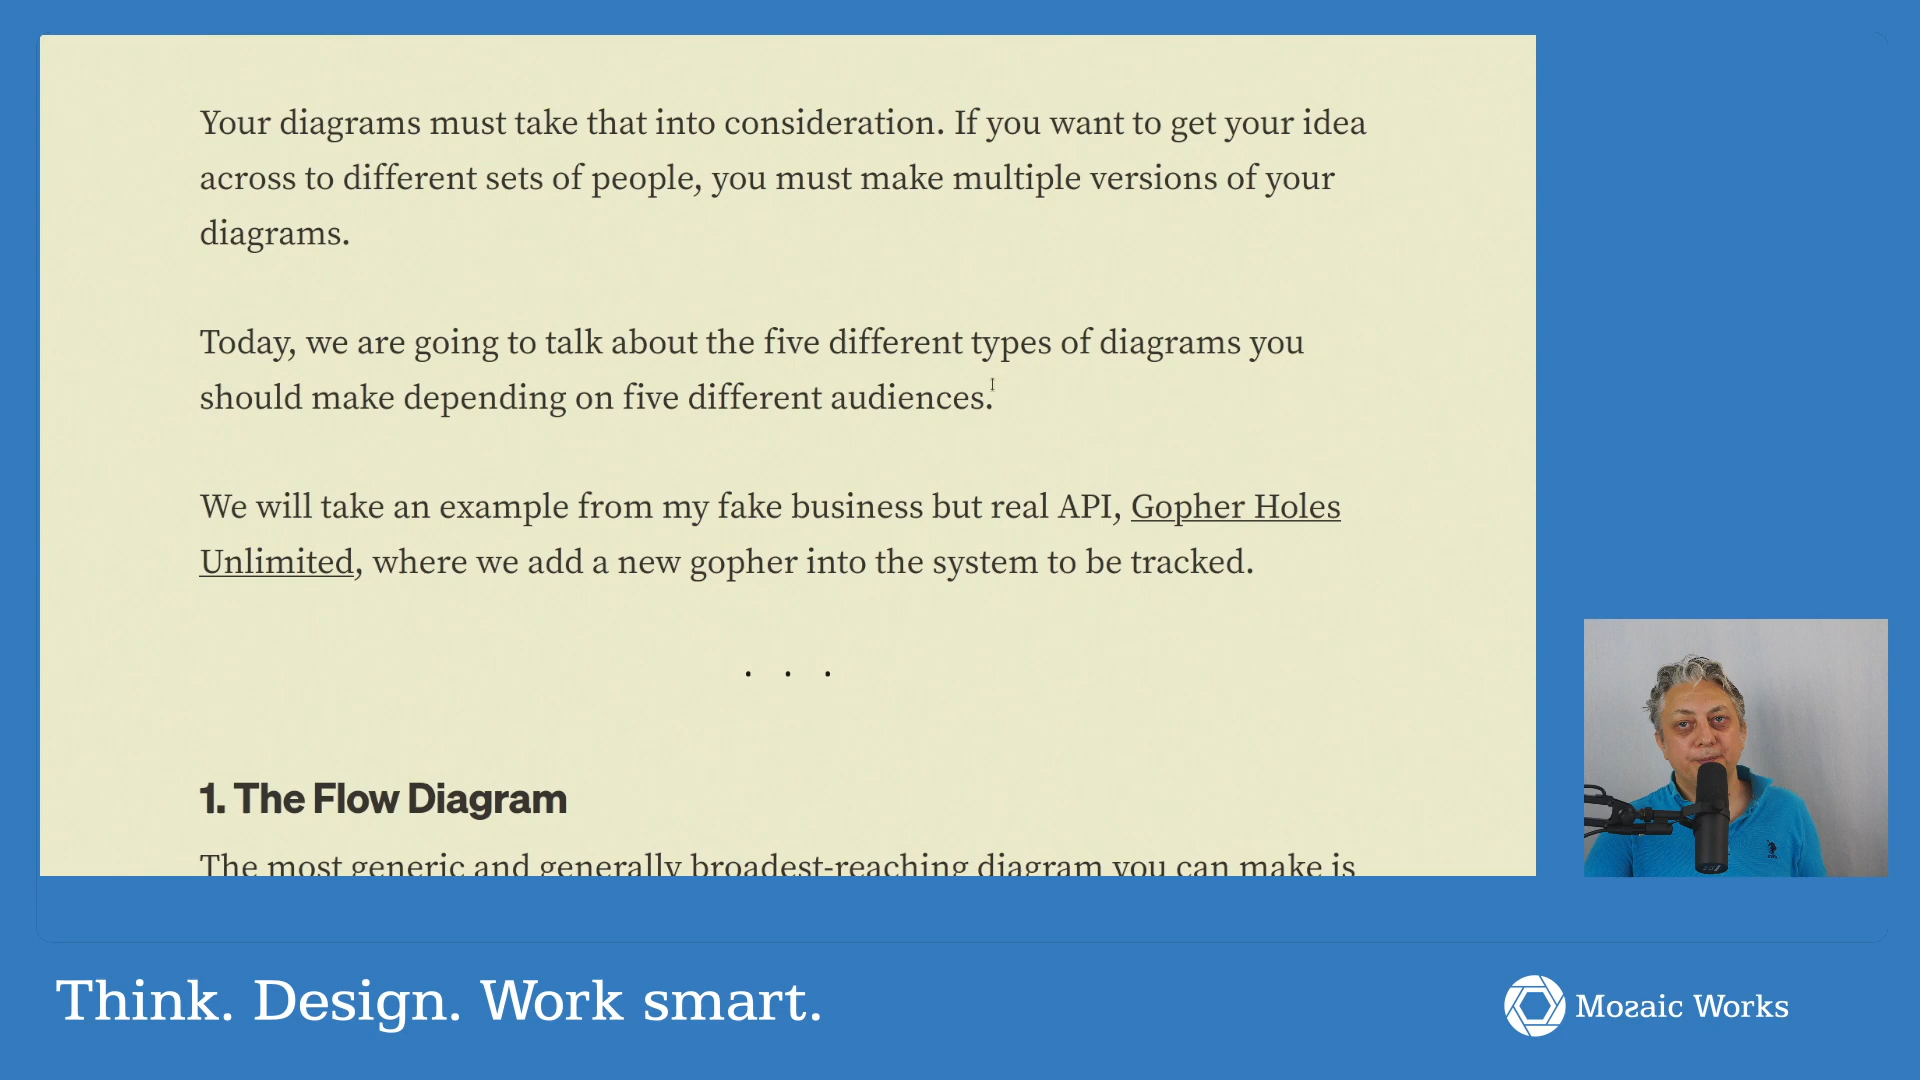 Your diagrams must take that into consideration. If you want to get your idea
across to different sets of people, you must make multiple versions of your
diagrams.
Today, we are going to talk about the five different types of diagrams you
should make depending on five different audiences.
We will take an example from my fake business but real API, Gopher Holes
Unlimited, where we add a new gopher into the system to be tracked.
. . .
1. The Flow Diagram
The most generic and generally broadest-reaching diagram you can make is
Think. Design. Work smart.
Mozaic Works